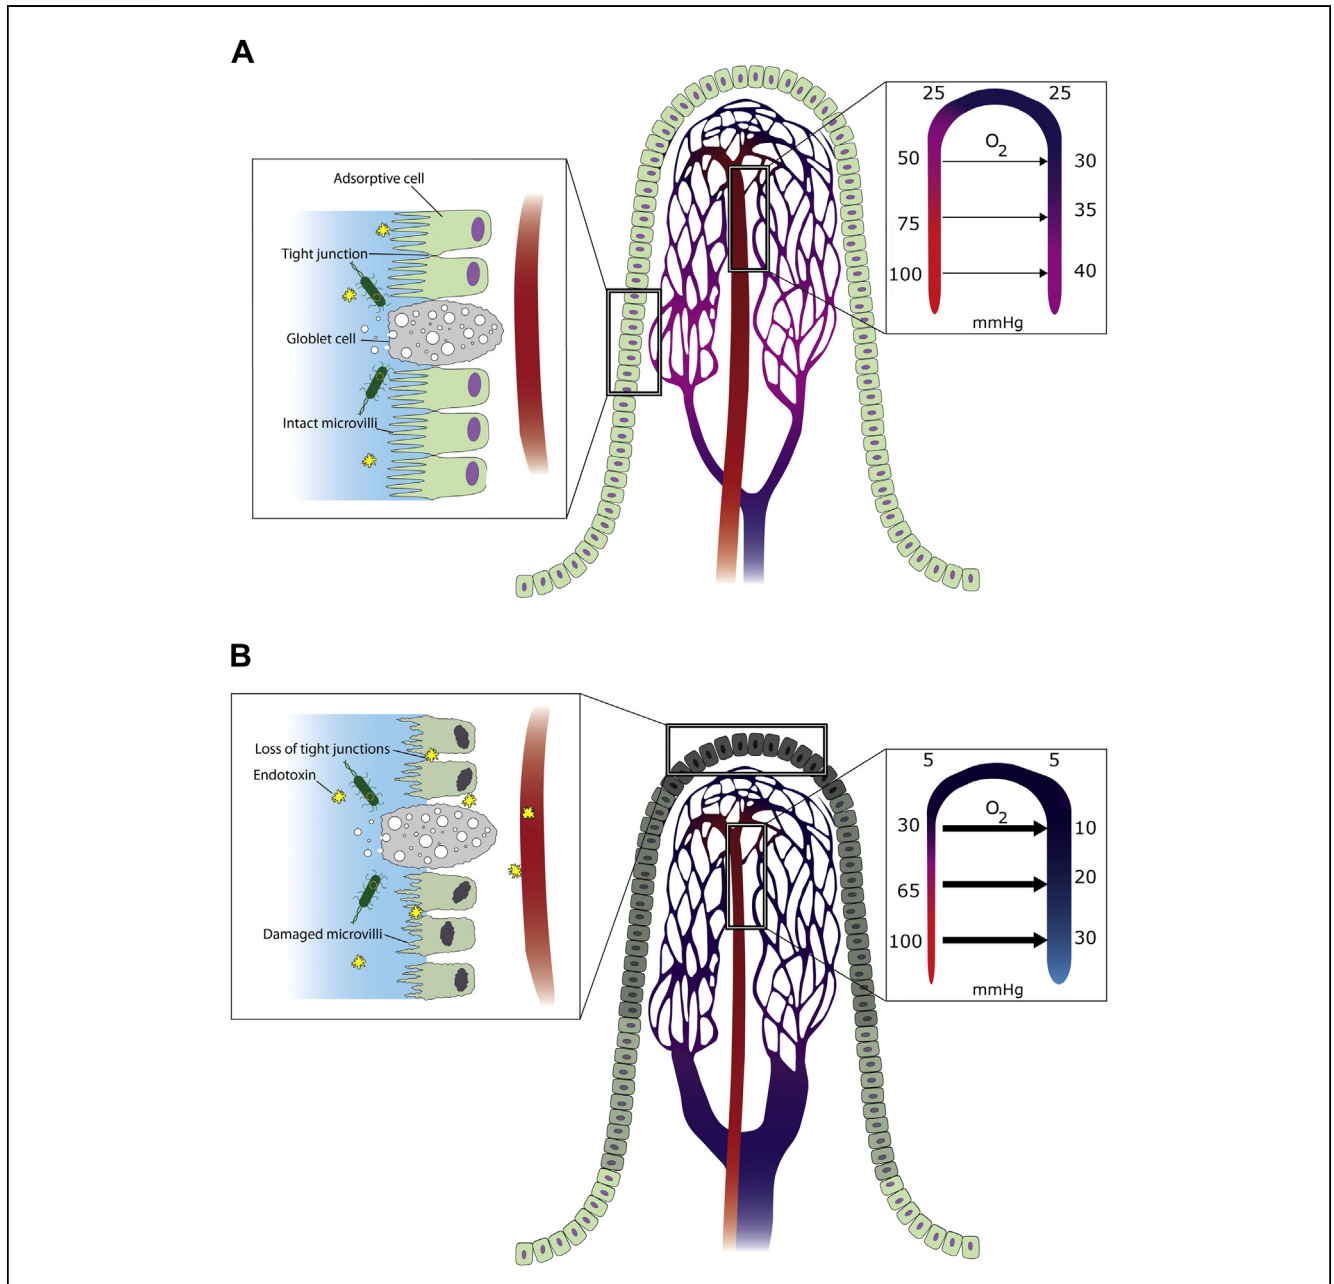 A
Adsorptive cell
Tight junction
Globlet cell
Intact microvilli
25 25
O2
50 30
75 35
100 40
mmHg
B
Loss of tight junctions
Endotoxin
Damaged microvilli
5 5
O2
30 10
65 20
100 30
mmHg